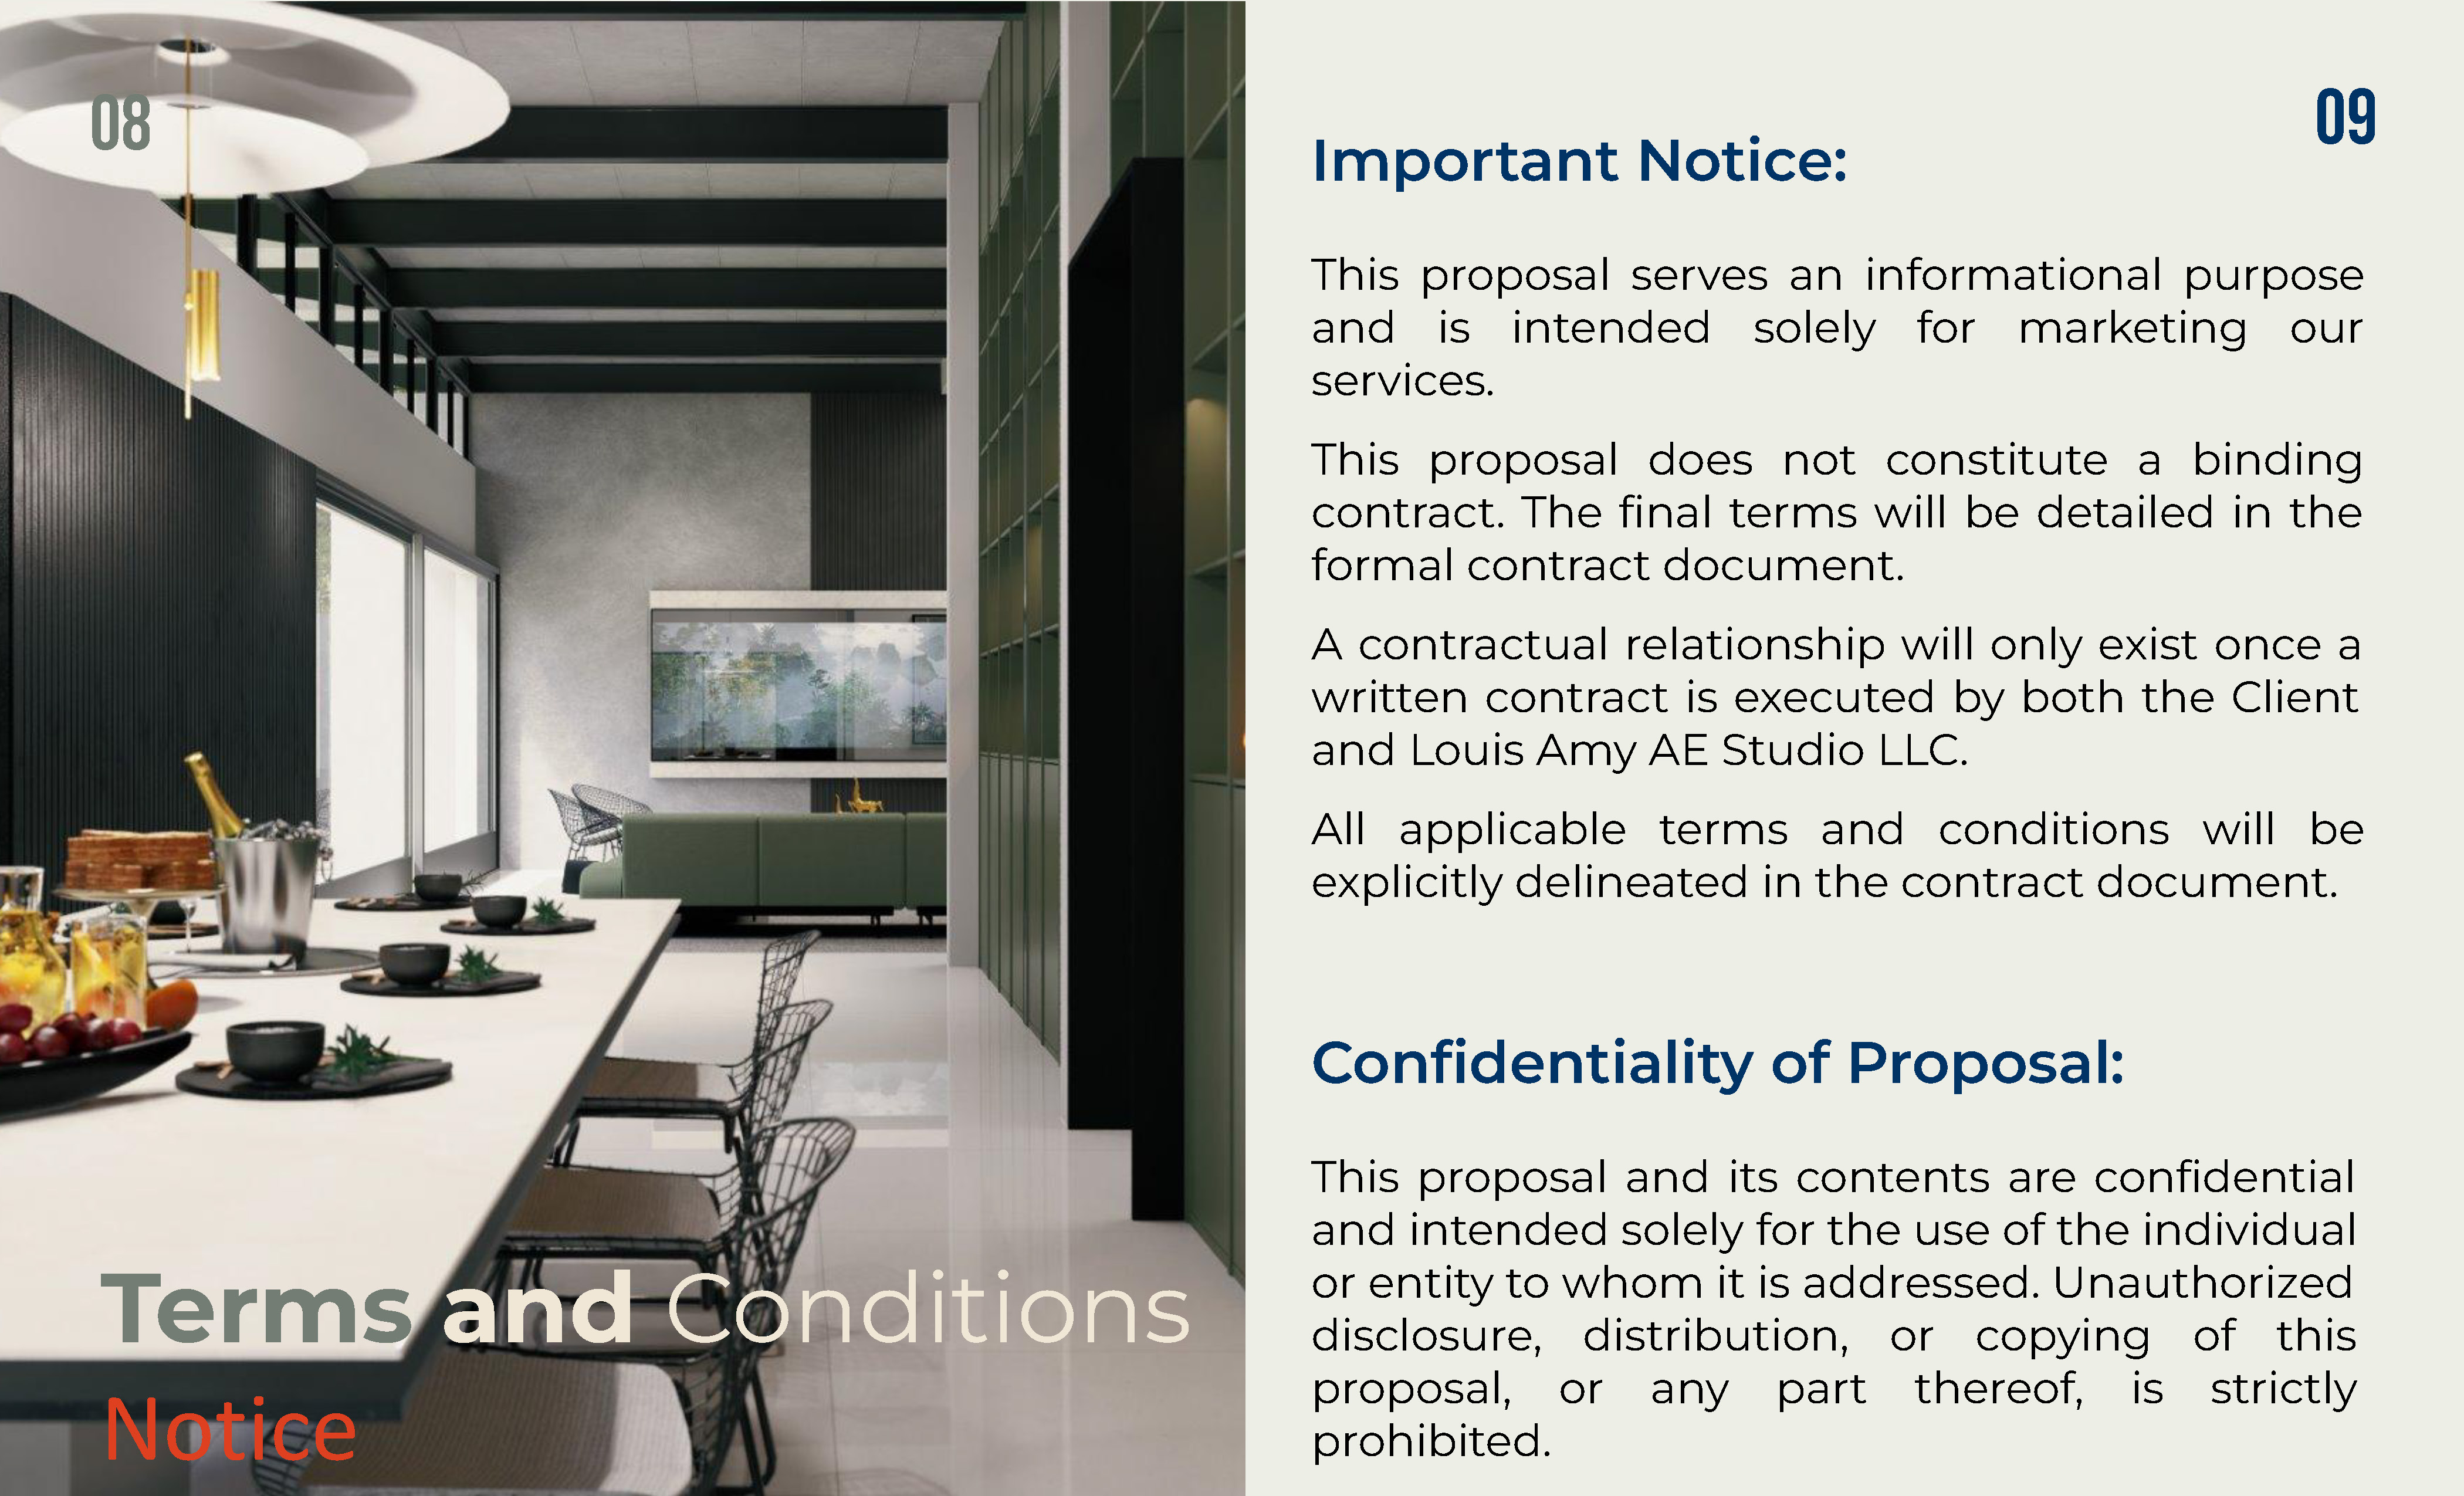 08
Terms and Conditions
Notice
09
Important Notice:
This proposal serves an informational purpose
and is intended solely for marketing our
services.
This proposal does not constitute a binding
contract. The final terms will be detailed in the
formal contract document.
A contractual relationship will only exist once a
written contract is executed by both the Client
and Louis Amy AE Studio LLC.
All applicable terms and conditions will be
explicitly delineated in the contract document.
Confidentiality of Proposal:
This proposal and its contents are confidential
and intended solely for the use of the individual
or entity to whom it is addressed. Unauthorized
disclosure, distribution, or copying of this
proposal, or any part thereof, is strictly
prohibited.